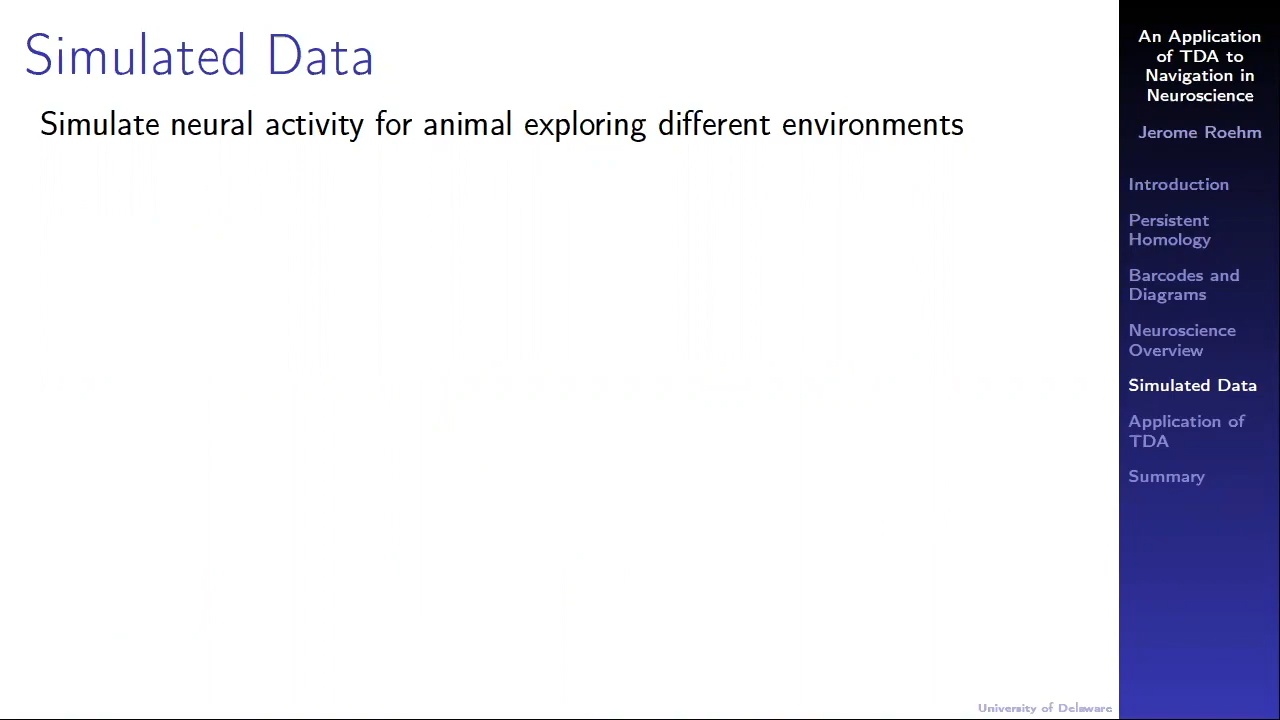 Simulated Data
Simulate neural activity for animal exploring different environments
An Application
of TDA to
Navigation in
Neuroscience
Jerome Roehm
Introduction
Persistent
Homology
Barcodes and
Diagrams
Neuroscience
Overview
Simulated Data
Application of
TDA
Summary
University of Delaware